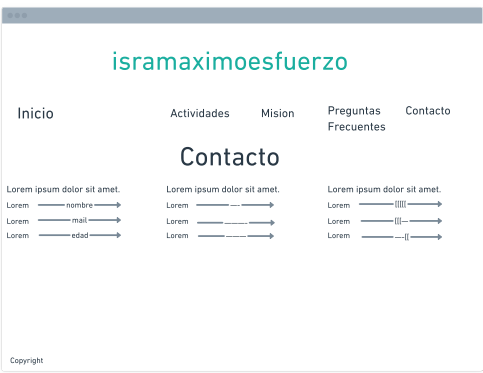 isramaximoesfuerzo
Inicio
Actividades
Mision
Preguntas
Frecuentes
Contacto
Contacto
Lorem ipsum dolor sit amet.
Lorem nombre
Lorem mail
Lorem edad
Lorem ipsum dolor sit amet.
Lorem —-
Lorem ———-
Lorem ———
Lorem ipsum dolor sit amet.
Lorem [[[[[
Lorem [[[—
Lorem —-[[
Copyright